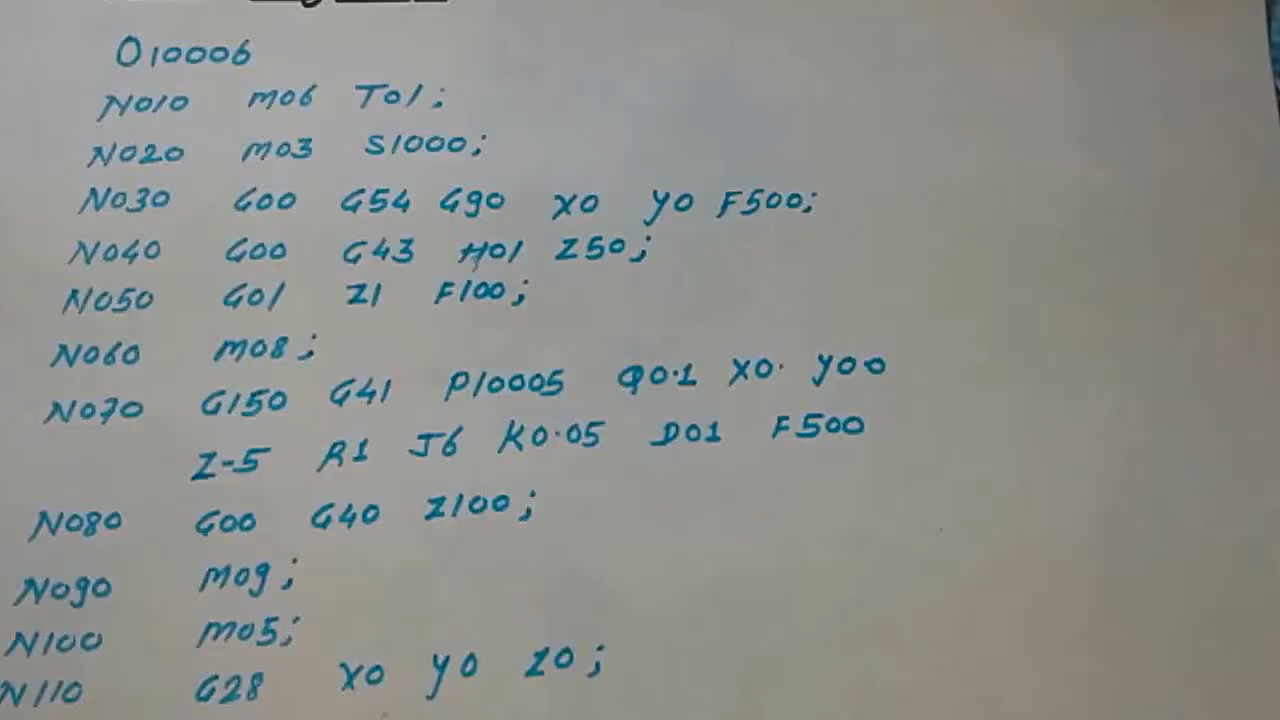 O10006
N010 M06 T01;
N020 M03 S1000;
N030 G00 G54 G90 X0 Y0 F500;
N040 G00 G43 H01 Z50;
N050 G01 Z1 F100;
N060 M08;
N070 G150 G41 P10005 Q0.1 X0. Y00
Z-5 R1 J6 K0.05 D01 F500
N080 G00 G40 Z100;
N090 M09;
N100 M05;
N110 G28 X0 Y0 Z0;